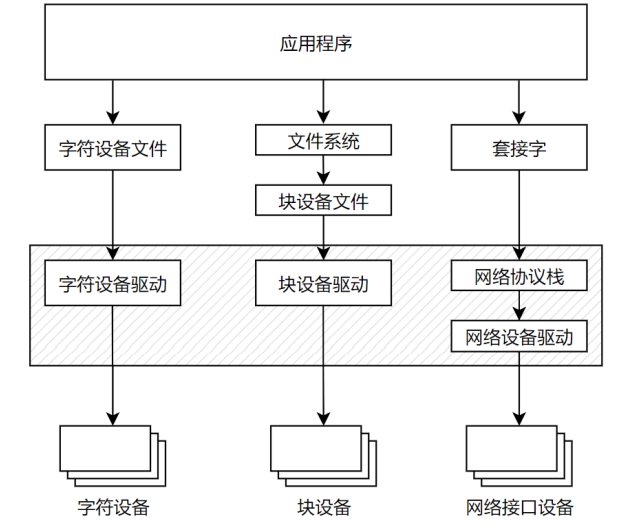 应用程序
字符设备文件
文件系统
套接字
块设备文件
字符设备驱动
块设备驱动
网络协议栈
网络设备驱动
字符设备
块设备
网络接口设备